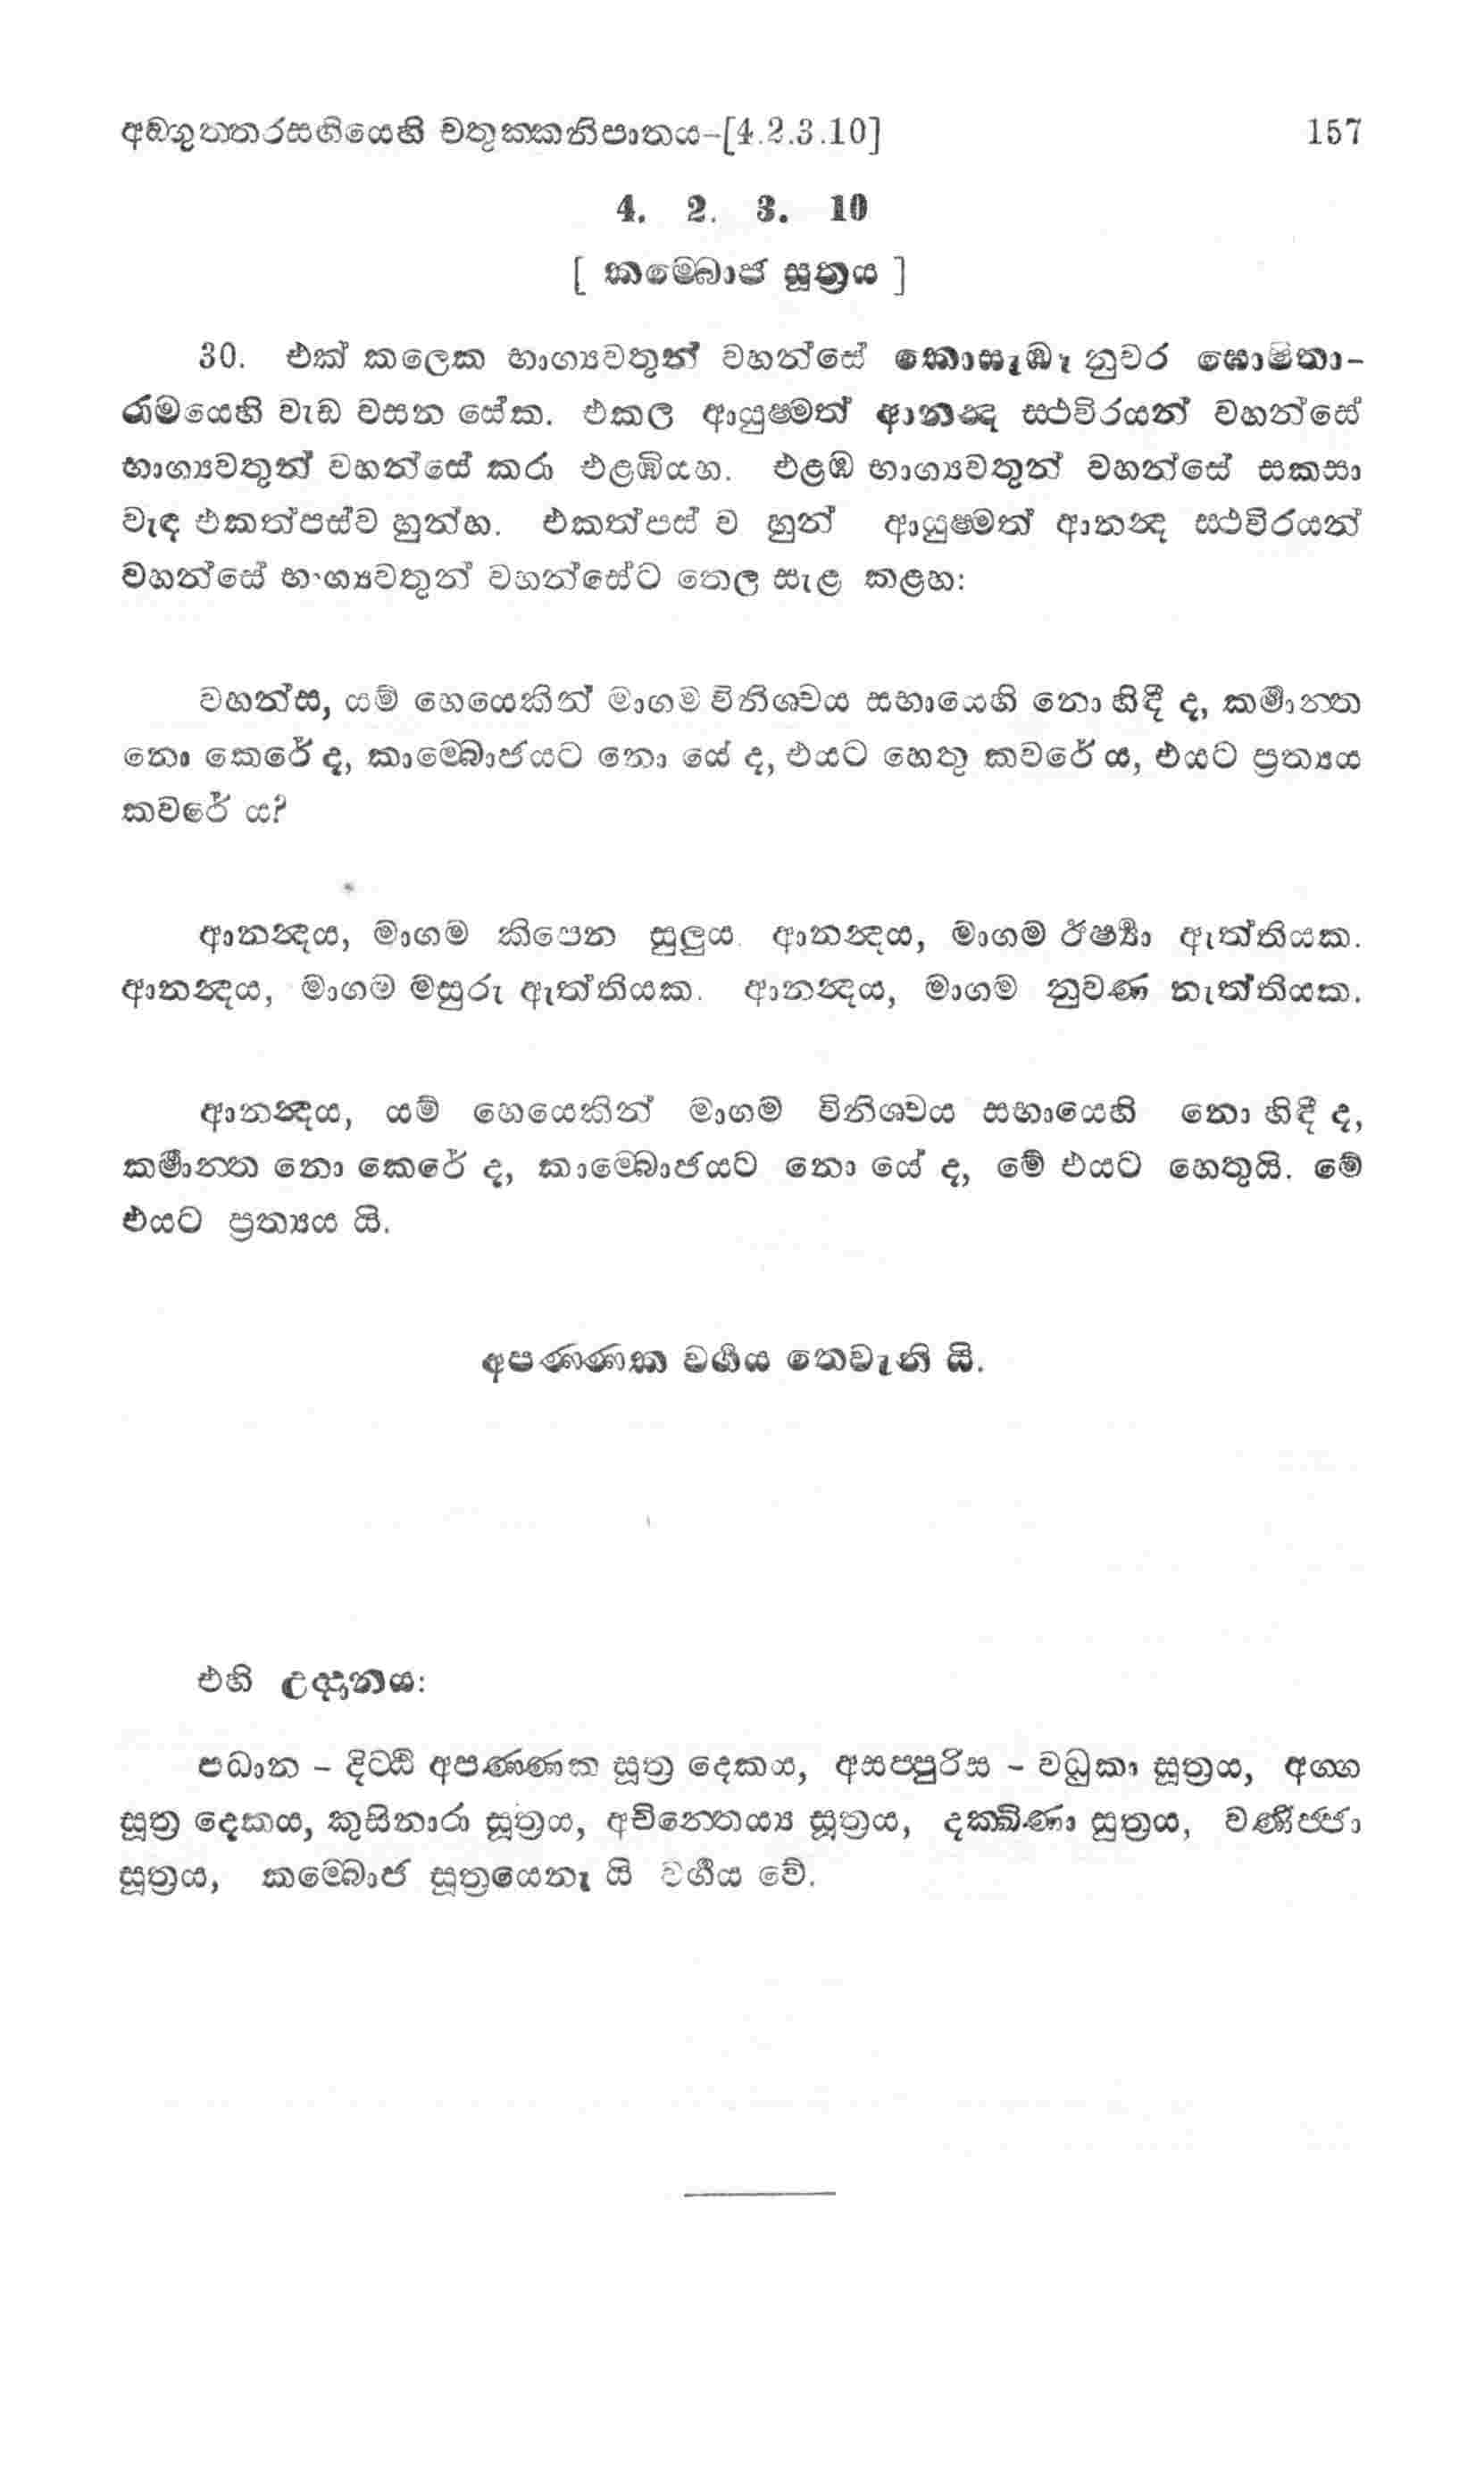 අඞ්ගුත්තරසඟියෙහි චතුක්කනිපාතය-[4.2.3.10] 157
4. 2. 3. 10
[ කම්බොජ සූත්‍රය ]
30. එක් කලෙක භාග්‍යවතුන් වහන්සේ කොසැඹෑ නුවර ඝොෂිතා-
රාමයෙහි වැඩ වසන සේක. එකල ආයුෂ්මත් ආනන්‍ද ස්ථවිරයන් වහන්සේ
භාග්‍යවතුන් වහන්සේ කරා එළඹියහ. එළඹ භාග්‍යවතුන් වහන්සේ සකසා
වැඳ එකත්පස්ව හුන්හ. එකත්පස් ව හුන් ආයුෂ්මත් ආනන්‍ද ස්ථවිරයන්
වහන්සේ භාග්‍යවතුන් වහන්සේට තෙල සැළ කළහ:
වහන්ස, යම් හෙයෙකින් මාගම විනිශ්චය සභායෙහි නො හිඳී ද, කර්‍මාන්ත
නො කෙරේ ද, කාම්බොජයට නො යේ ද, එයට හෙතු කවරේ ය, එයට ප්‍රත්‍යය
කවරේ ය?
ආනන්‍දය, මාගම කිපෙන සුලුය. ආනන්‍දය, මාගම ඊර්‍ෂ්‍යා ඇත්තියක.
ආනන්‍දය, මාගම මසුරු ඇත්තියක. ආනන්‍දය, මාගම නුවණ නැත්තියක.
ආනන්‍දය, යම් හෙයෙකින් මාගම විනිශ්චය සභායෙහි නො හිඳී ද,
කර්‍මාන්ත නො කෙරේ ද, කාම්බොජයට නො යේ ද, මේ එයට හෙතුයි. මේ
එයට ප්‍රත්‍යය යි.
අපණ්ණක වර්‍ගය තෙවැනි යි.
එහි උද්දානය:
පධාන - දිට්ඨි අපණ්ණක සූත්‍ර දෙකය, අසප්පුරිස - වධුකා සූත්‍රය, අග්ග
සූත්‍ර දෙකය, කුසිනාරා සූත්‍රය, අචින්තෙය්‍ය සූත්‍රය, දක්ඛිණා සුත්‍රය, වණිජ්ජා
සූත්‍රය, කම්බොජ සූත්‍රයෙනැ යි වර්‍ගය වේ.